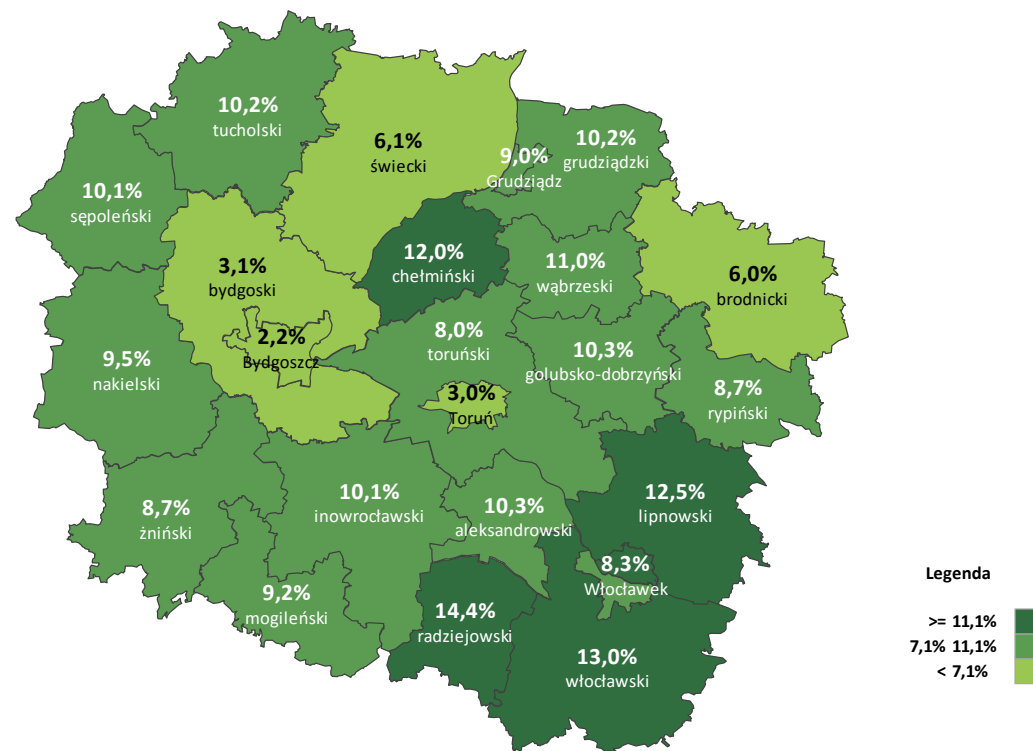 10,2%
tucholski
6,1%
świecki
10,2%
grudziądzki
9,0%
Grudziądz
10,1%
sępoleński
12,0%
chełmiński
11,0%
wąbrzeski
6,0%
brodnicki
3,1%
bydgoski
2,2%
Bydgoszcz
8,0%
toruński
10,3%
golubsko-dobrzyński
9,5%
nakielski
3,0%
Toruń
8,7%
rypiński
8,7%
żniński
10,1%
inowrocławski
10,3%
aleksandrowski
12,5%
lipnowski
8,3%
Włocławek
9,2%
mogileński
14,4%
radziejowski
13,0%
włocławski
Legenda
>= 11,1%
7,1% 11,1%
< 7,1%